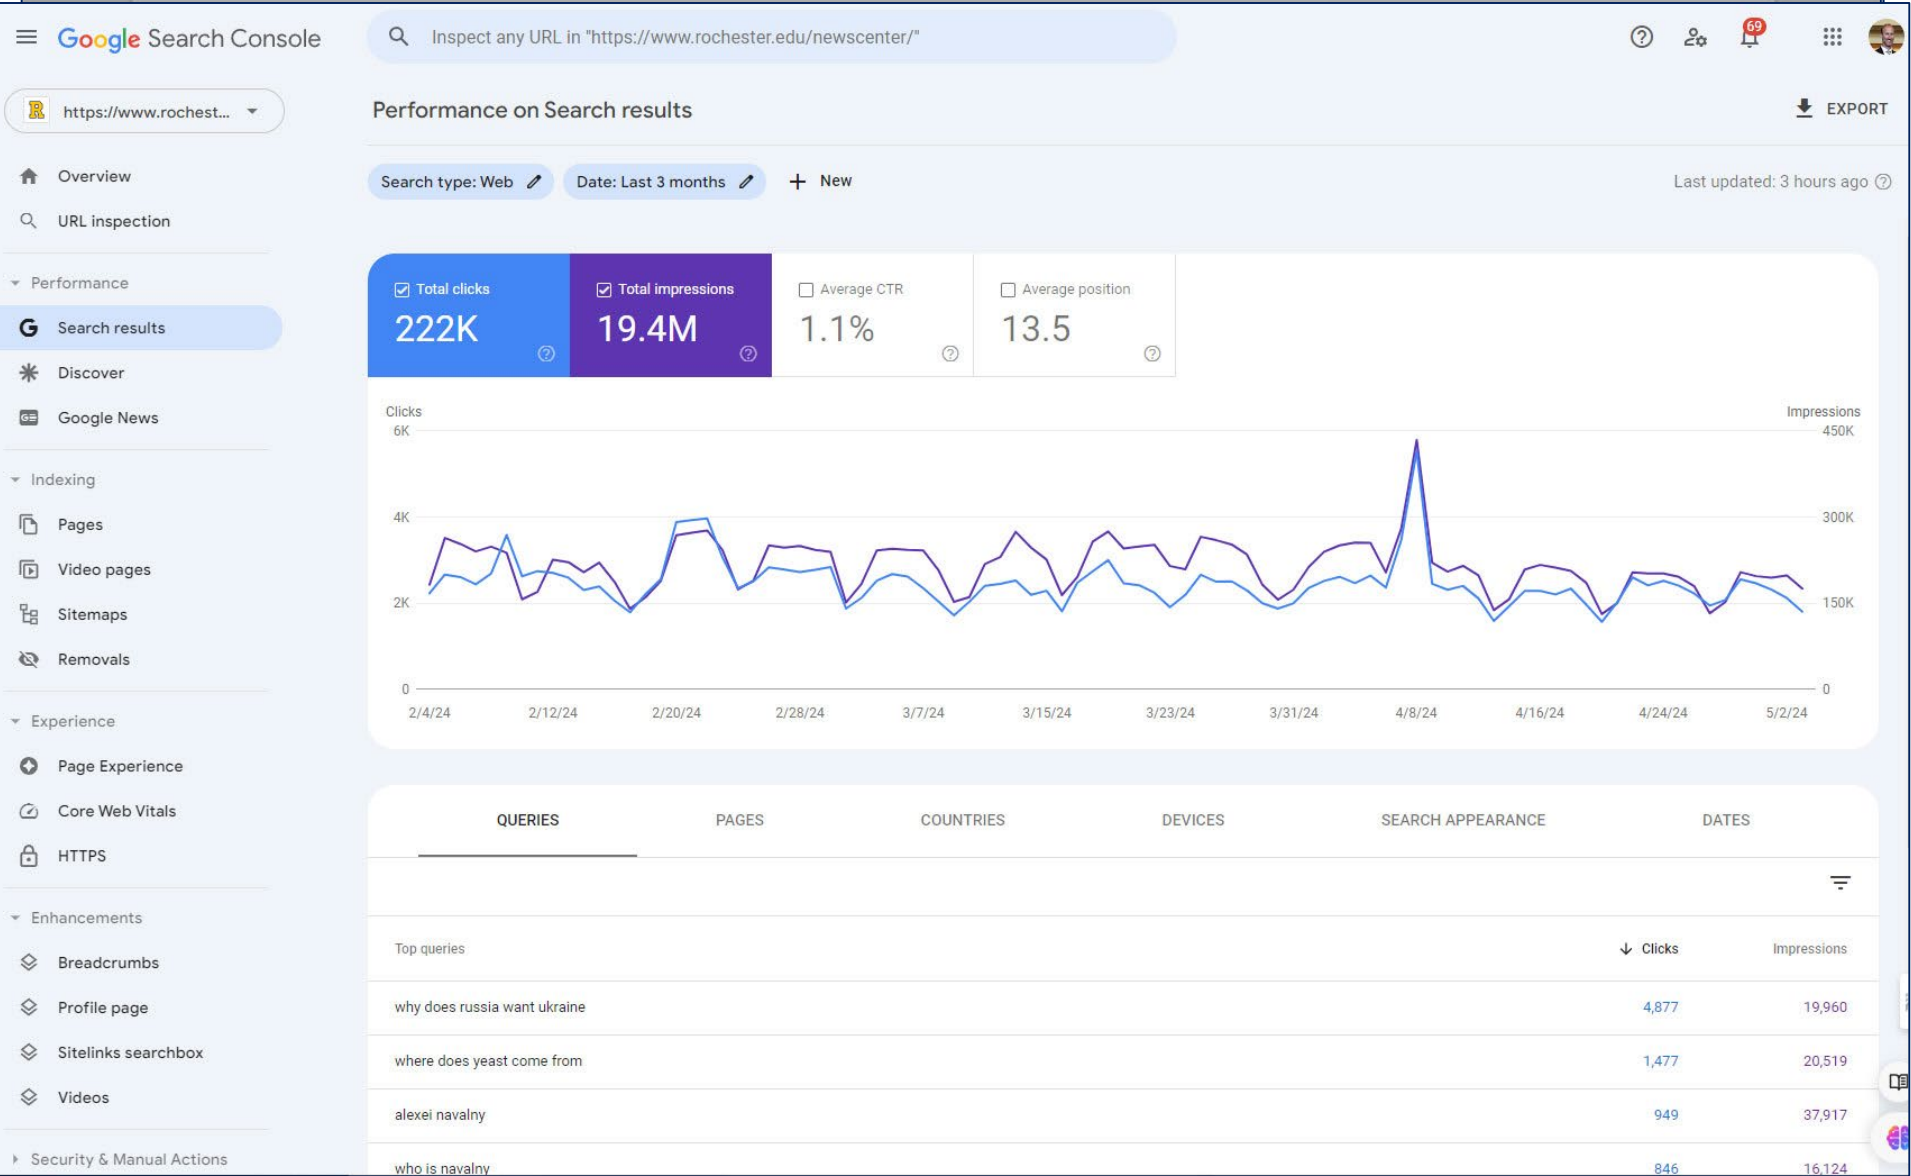 Google Search Console
Inspect any URL in "https://www.rochester.edu/newscenter/"
69
https://www.rochest...
Performance on Search results
EXPORT
Overview
URL inspection
Search type: Web
Date: Last 3 months
New
Last updated: 3 hours ago
Performance
Search results
Discover
Google News
Indexing
Pages
Video pages
Sitemaps
Removals
Experience
Page Experience
Core Web Vitals
HTTPS
Enhancements
Breadcrumbs
Profile page
Sitelinks searchbox
Videos
Security & Manual Actions
Total clicks
222K
Total impressions
19.4M
Average CTR
1.1%
Average position
13.5
Clicks
Impressions
6K
450K
4K
300K
2K
150K
0
0
2/4/24 2/12/24 2/20/24 2/28/24 3/7/24 3/15/24 3/23/24 3/31/24 4/8/24 4/16/24 4/24/24 5/2/24
QUERIES PAGES COUNTRIES DEVICES SEARCH APPEARANCE DATES
Top queries Clicks Impressions
why does russia want ukraine 4,877 19,960
where does yeast come from 1,477 20,519
alexei navalny 949 37,917
who is navalny 846 16,124